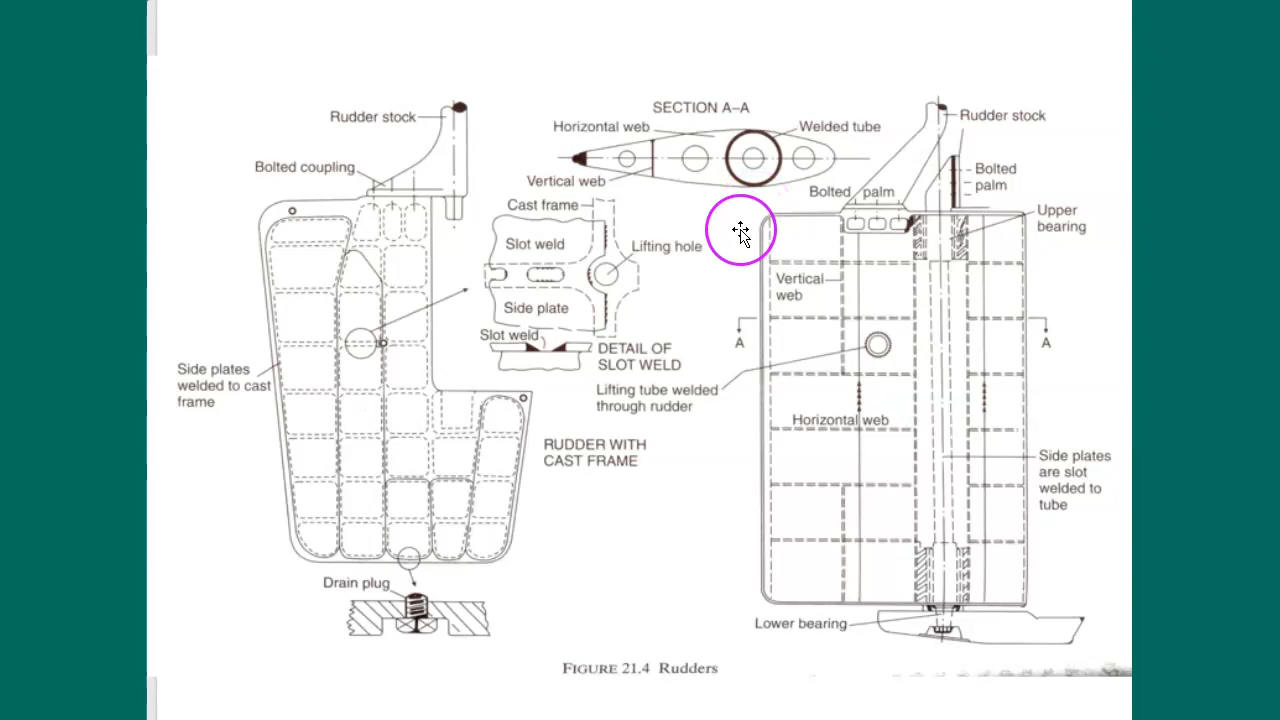 SECTION A–A
Rudder stock
Horizontal web
Welded tube
Rudder stock
Bolted coupling
Vertical web
Bolted palm
Bolted
palm
Cast frame
Upper
bearing
Slot weld
Lifting hole
Vertical
web
Side plate
Slot weld
DETAIL OF
SLOT WELD
A
A
Side plates
welded to cast
frame
Lifting tube welded
through rudder
Horizontal web
RUDDER WITH
CAST FRAME
Side plates
are slot
welded to
tube
Drain plug
Lower bearing
FIGURE 21.4 Rudders